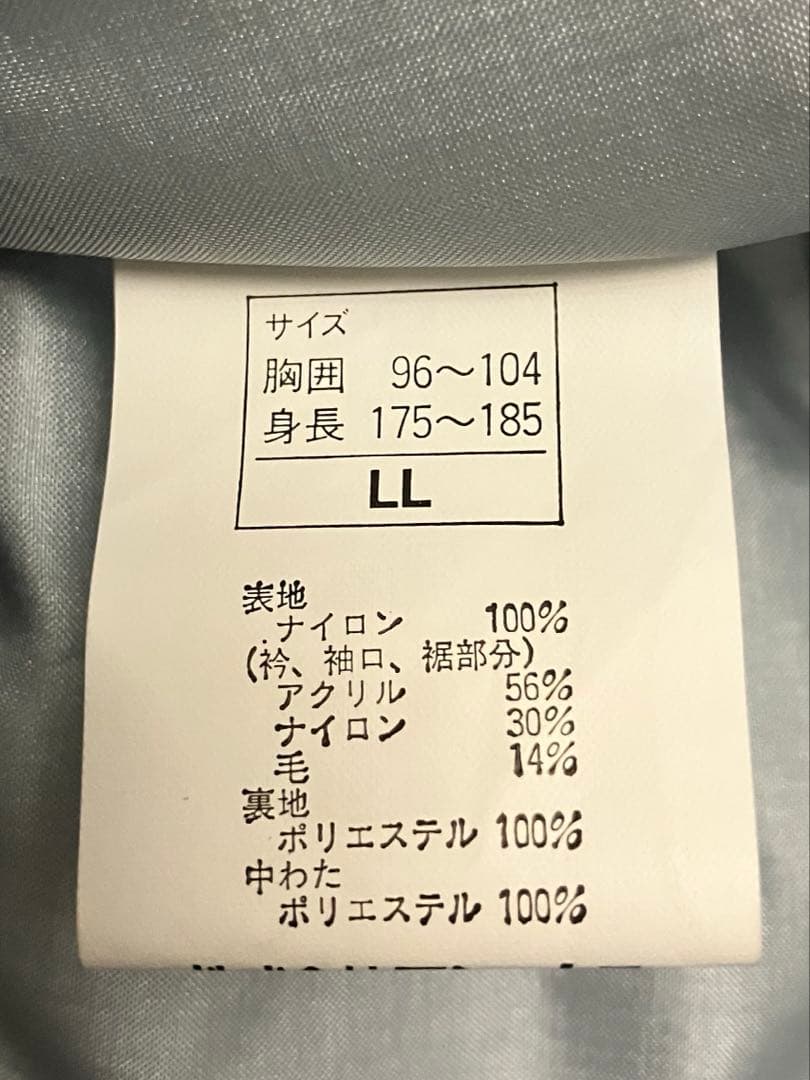 サイズ
胸囲 96～104
身長 175～185
LL
表地
ナイロン 100%
(衿、袖口、裾部分)
アクリル 56%
ナイロン 30%
毛 14%
裏地
ポリエステル 100%
中わた
ポリエステル 100%